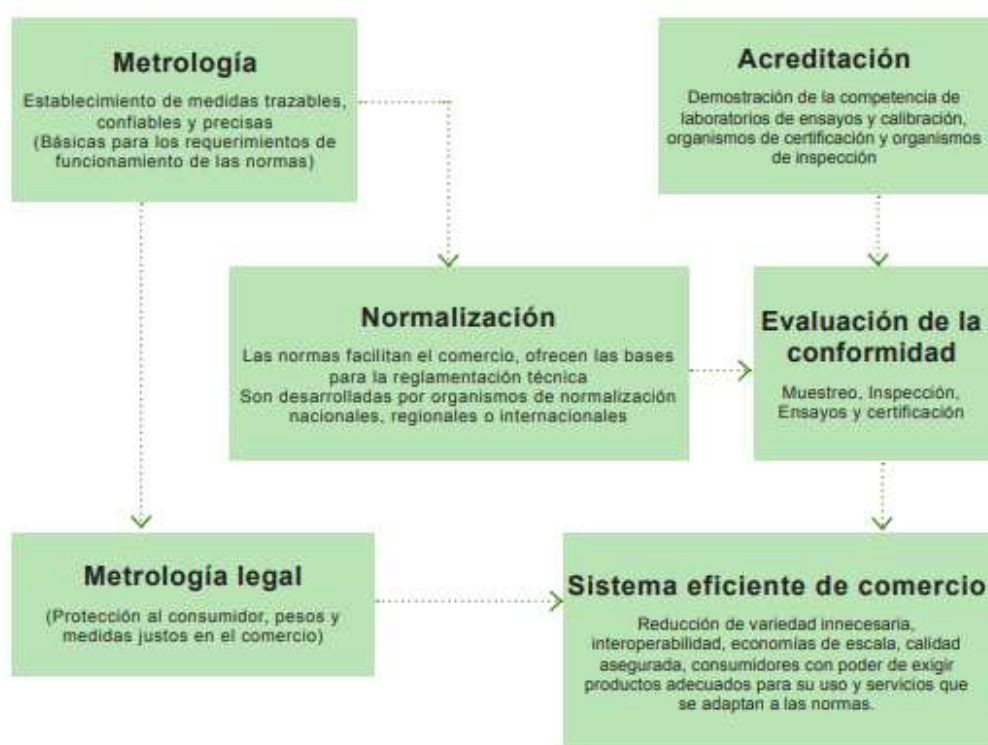 Metrología
Establecimiento de medidas trazables,
confiables y precisas
(Básicas para los requerimientos de
funcionamiento de las normas)
Acreditación
Demostración de la competencia de
laboratorios de ensayos y calibración,
organismos de certificación y organismos
de inspección
Normalización
Las normas facilitan el comercio, ofrecen las bases
para la reglamentación técnica
Son desarrolladas por organismos de normalización
nacionales, regionales o internacionales
Evaluación de la
conformidad
Muestreo, Inspección,
Ensayos y certificación
Metrología legal
(Protección al consumidor, pesos y
medidas justos en el comercio)
Sistema eficiente de comercio
Reducción de variedad innecesaria,
interoperabilidad, economías de escala, calidad
asegurada, consumidores con poder de exigir
productos adecuados para su uso y servicios que
se adaptan a las normas.